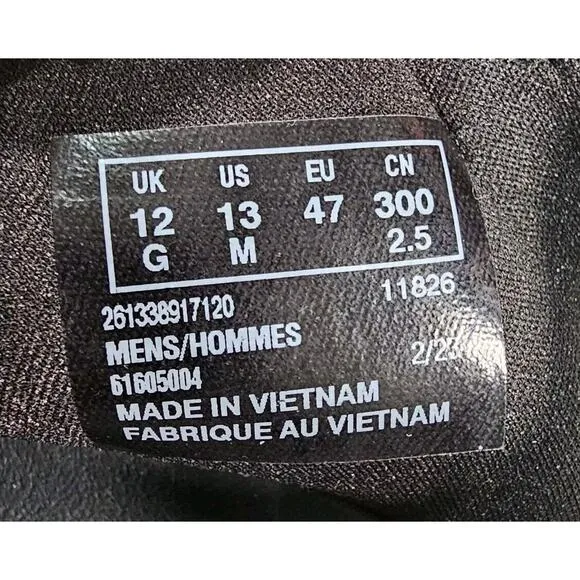 UK US EU CN
12 13 47 300
G M 2.5
261338917120 11826
MENS/HOMMES 2/23
61605004
MADE IN VIETNAM
FABRIQUE AU VIETNAM